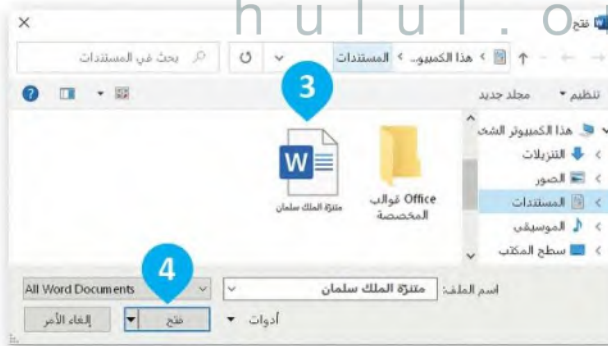 hulul.o
فتح
هذا الكمبيوتر... > المستندات
بحث في المستندات
تنظيم
مجلد جديد
3
هذا الكمبيوتر الشخ
التنزيلات
الصور
المستندات
الموسيقى
سطح المكتب
Office قوالب
المخصصة
W
متنزة الملك سلمان
4
اسم الملف: متنزة الملك سلمان
All Word Documents
أدوات
فتح
إلغاء الأمر